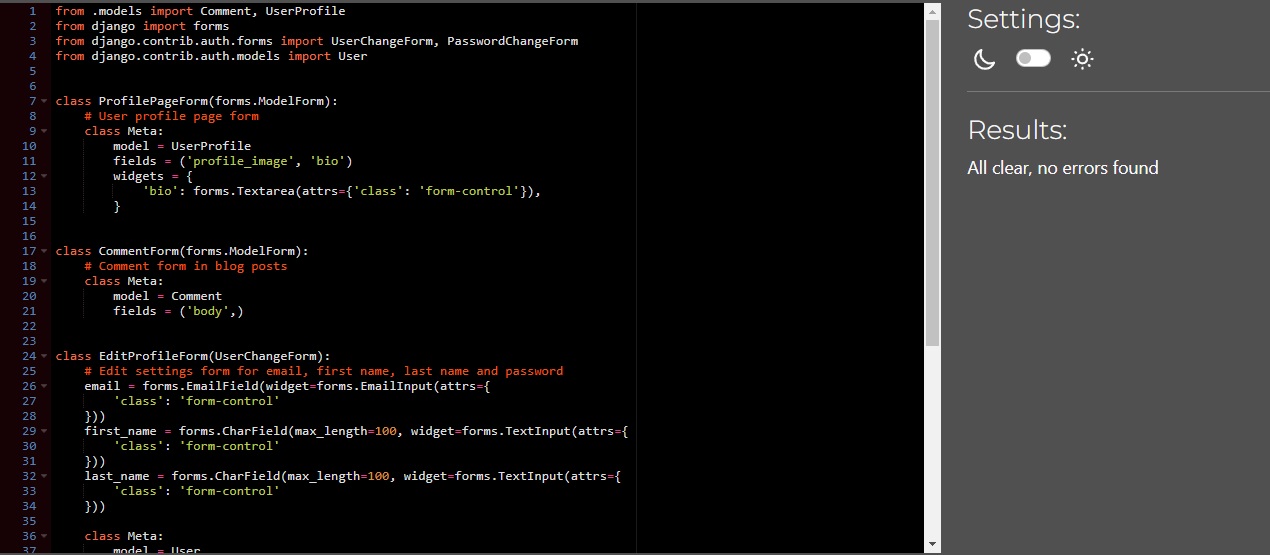 1 from .models import Comment, UserProfile
2 from django import forms
3 from django.contrib.auth.forms import UserChangeForm, PasswordChangeForm
4 from django.contrib.auth.models import User
5
6
7 class ProfilePageForm(forms.ModelForm):
8     # User profile page form
9     class Meta:
10         model = UserProfile
11         fields = ('profile_image', 'bio')
12         widgets = {
13             'bio': forms.Textarea(attrs={'class': 'form-control'}),
14         }
15
16
17 class CommentForm(forms.ModelForm):
18     # Comment form in blog posts
19     class Meta:
20         model = Comment
21         fields = ('body',)
22
23
24 class EditProfileForm(UserChangeForm):
25     # Edit settings form for email, first name, last name and password
26     email = forms.EmailField(widget=forms.EmailInput(attrs={
27         'class': 'form-control'
28     }))
29     first_name = forms.CharField(max_length=100, widget=forms.TextInput(attrs={
30         'class': 'form-control'
31     }))
32     last_name = forms.CharField(max_length=100, widget=forms.TextInput(attrs={
33         'class': 'form-control'
34     }))
35
36     class Meta:
37         model = User
Settings:
Results:
All clear, no errors found